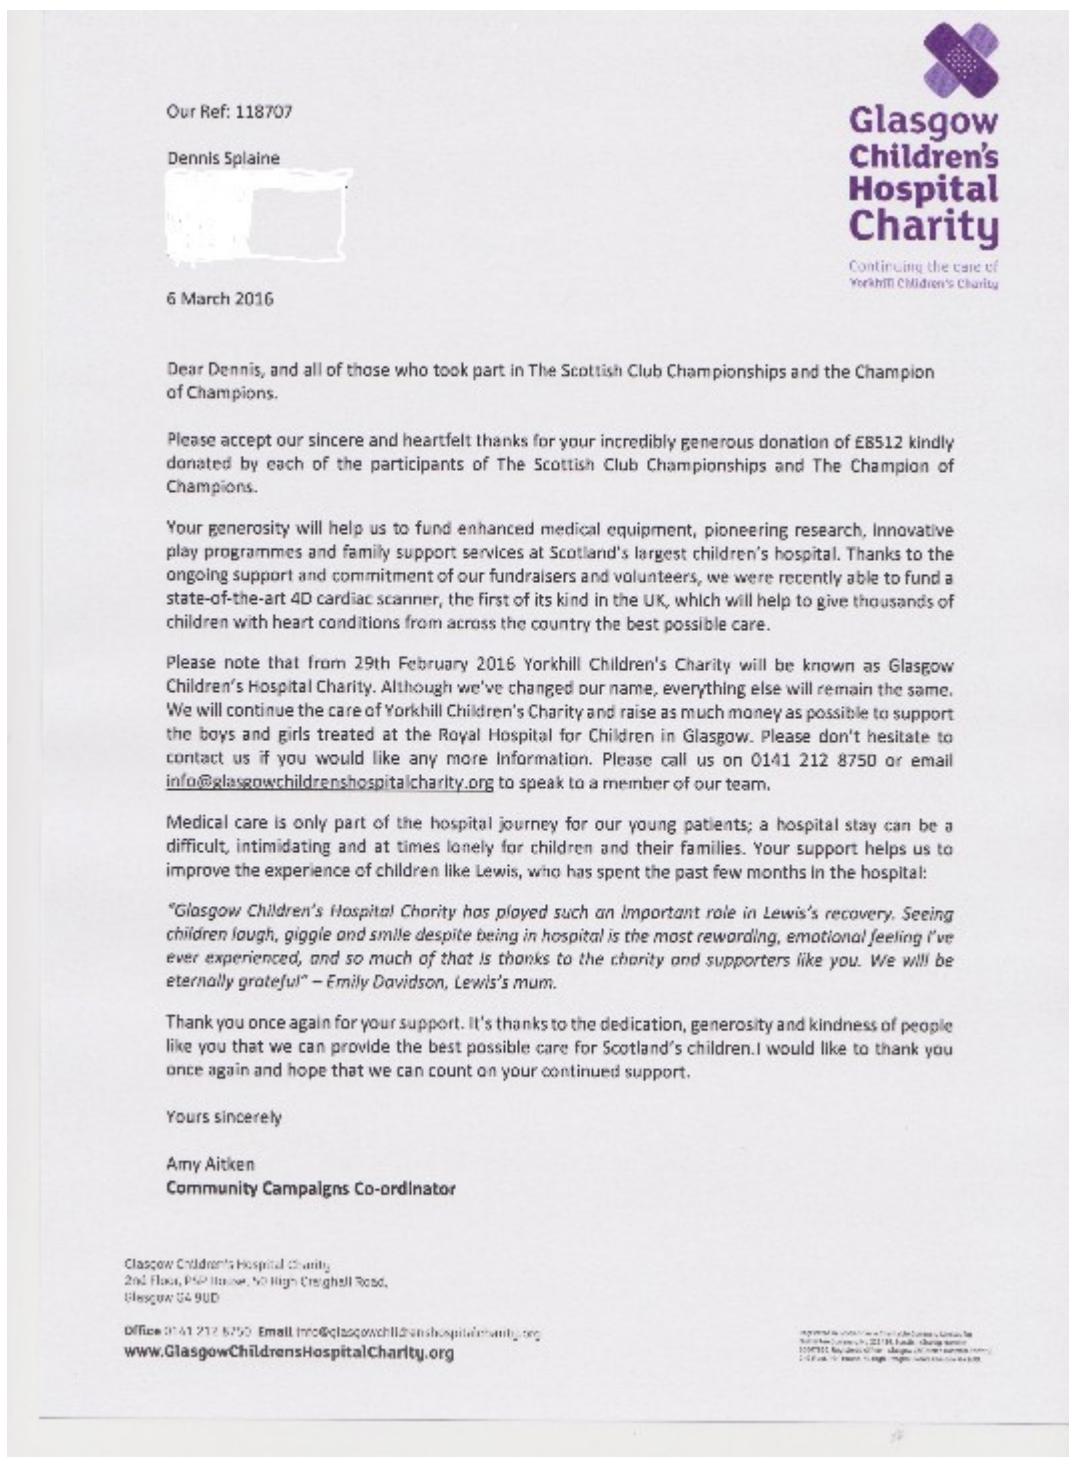 Our Ref: 118707
Dennis Splaine
Glasgow
Children's
Hospital
Charity
Continuing the care of
Yorkhill Children's Charity
6 March 2016
Dear Dennis, and all of those who took part in The Scottish Club Championships and the Champion
of Champions.
Please accept our sincere and heartfelt thanks for your incredibly generous donation of £8512 kindly
donated by each of the participants of The Scottish Club Championships and The Champion of
Champions.
Your generosity will help us to fund enhanced medical equipment, pioneering research, innovative
play programmes and family support services at Scotland's largest children's hospital. Thanks to the
ongoing support and commitment of our fundraisers and volunteers, we were recently able to fund a
state-of-the-art 4D cardiac scanner, the first of its kind in the UK, which will help to give thousands of
children with heart conditions from across the country the best possible care.
Please note that from 29th February 2016 Yorkhill Children's Charity will be known as Glasgow
Children's Hospital Charity. Although we've changed our name, everything else will remain the same.
We will continue the care of Yorkhill Children's Charity and raise as much money as possible to support
the boys and girls treated at the Royal Hospital for Children in Glasgow. Please don't hesitate to
contact us if you would like any more information. Please call us on 0141 212 8750 or email
info@glasgowchildrenshospitalcharity.org to speak to a member of our team.
Medical care is only part of the hospital journey for our young patients; a hospital stay can be a
difficult, intimidating and at times lonely for children and their families. Your support helps us to
improve the experience of children like Lewis, who has spent the past few months in the hospital:
"Glasgow Children's Hospital Charity has played such an important role in Lewis's recovery. Seeing
children laugh, giggle and smile despite being in hospital is the most rewarding, emotional feeling I've
ever experienced, and so much of that is thanks to the charity and supporters like you. We will be
eternally grateful" – Emily Davidson, Lewis's mum.
Thank you once again for your support. It's thanks to the dedication, generosity and kindness of people
like you that we can provide the best possible care for Scotland's children.I would like to thank you
once again and hope that we can count on your continued support.
Yours sincerely
Amy Aitken
Community Campaigns Co-ordinator
Glasgow Children's Hospital Charity
2nd Floor, PSP House, 50 High Craighall Road,
Glasgow G4 9UD
Office 0141 212 8750 Email info@glasgowchildrenshospitalcharity.org
www.GlasgowChildrensHospitalCharity.org